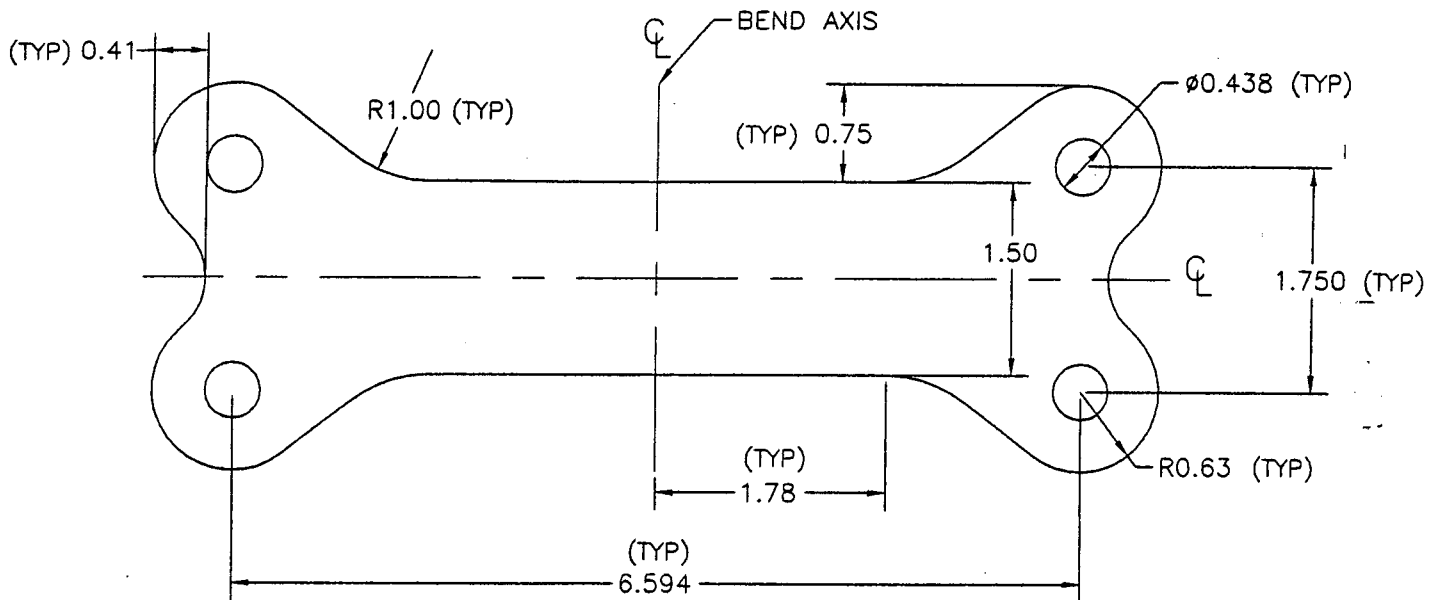 ℄ BEND AXIS
(TYP) 0.41
R1.00 (TYP)
(TYP) 0.75
ø0.438 (TYP)
1.50
℄
1.750 (TYP)
(TYP)
1.78
R0.63 (TYP)
(TYP)
6.594